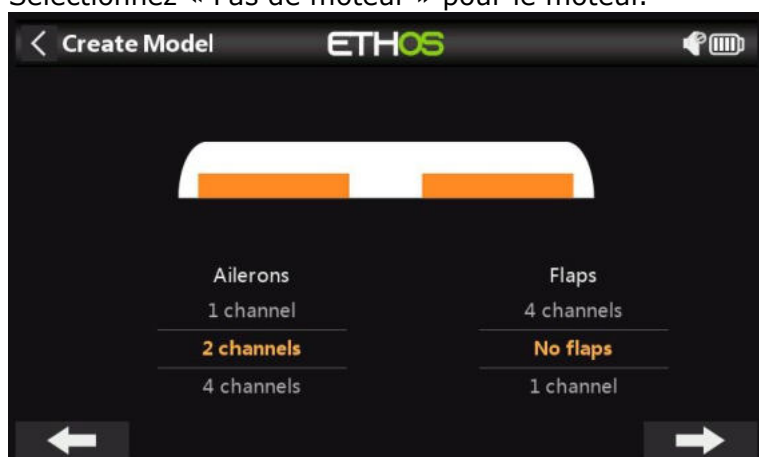 Sélectionnez « Pas de moteur » pour le moteur.
Create Model
ETHOS
Ailerons
Flaps
1 channel
4 channels
2 channels
No flaps
4 channels
1 channel